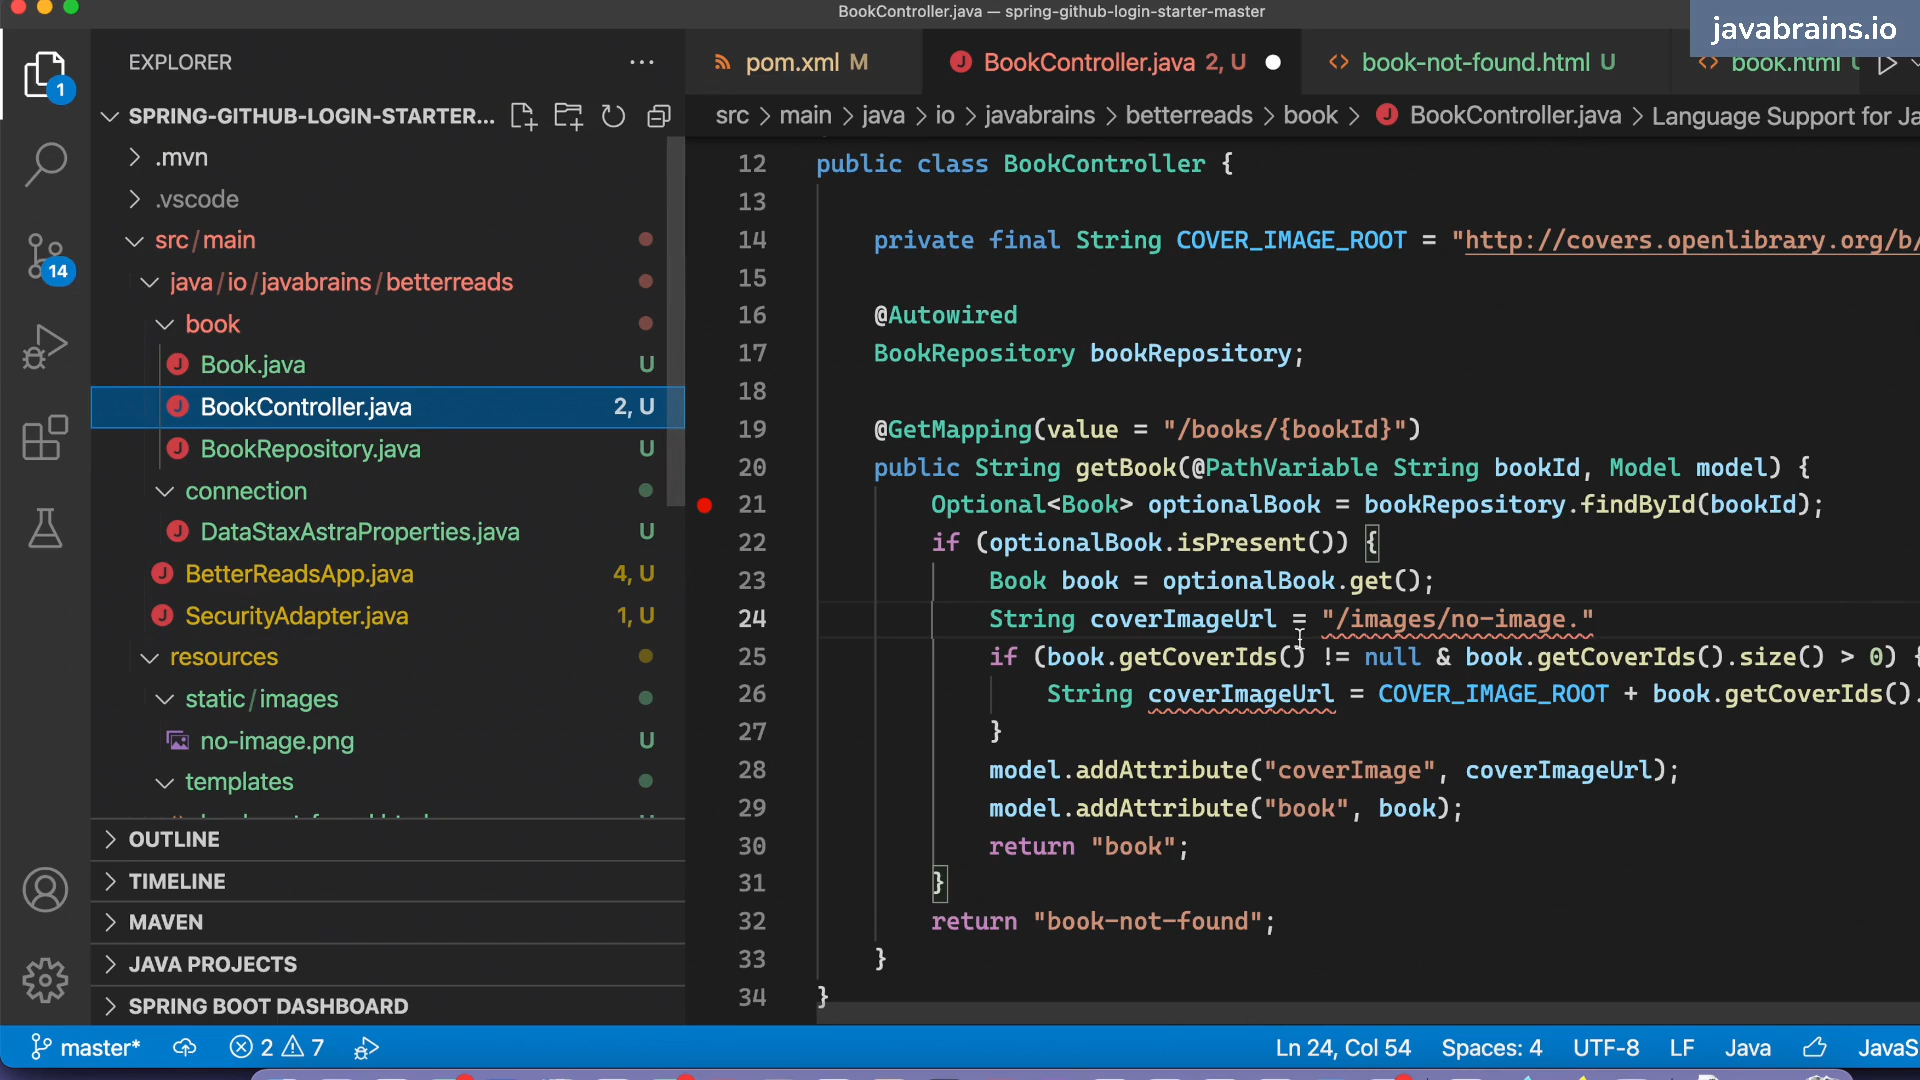 BookController.java — spring-github-login-starter-master
javabrains.io
EXPLORER
pom.xml M
BookController.java 2, U
book-not-found.html U
book.html
1
SPRING-GITHUB-LOGIN-STARTER...
src > main > java > io > javabrains > betterreads > book > BookController.java > Language Support for Ja
.mvn
.vscode
src/main
java/io/javabrains/betterreads
book
Book.java U
BookController.java 2, U
BookRepository.java U
connection
DataStaxAstraProperties.java U
BetterReadsApp.java 4, U
SecurityAdapter.java 1, U
resources
static/images
no-image.png U
templates
14
OUTLINE
TIMELINE
MAVEN
JAVA PROJECTS
SPRING BOOT DASHBOARD
12 public class BookController {
13
14 private final String COVER_IMAGE_ROOT = "http://covers.openlibrary.org/b/
15
16 @Autowired
17 BookRepository bookRepository;
18
19 @GetMapping(value = "/books/{bookId}")
20 public String getBook(@PathVariable String bookId, Model model) {
21 Optional<Book> optionalBook = bookRepository.findById(bookId);
22 if (optionalBook.isPresent()) {
23 Book book = optionalBook.get();
24 String coverImageUrl = "/images/no-image."
25 if (book.getCoverIds() != null & book.getCoverIds().size() > 0) {
26 String coverImageUrl = COVER_IMAGE_ROOT + book.getCoverIds().
27 }
28 model.addAttribute("coverImage", coverImageUrl);
29 model.addAttribute("book", book);
30 return "book";
31 }
32 return "book-not-found";
33 }
34 }
master* 2 7
Ln 24, Col 54 Spaces: 4 UTF-8 LF Java JavaS